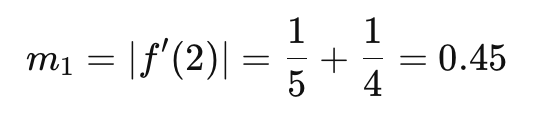 m₁ = |f′(2)| = 1/5 + 1/4 = 0.45